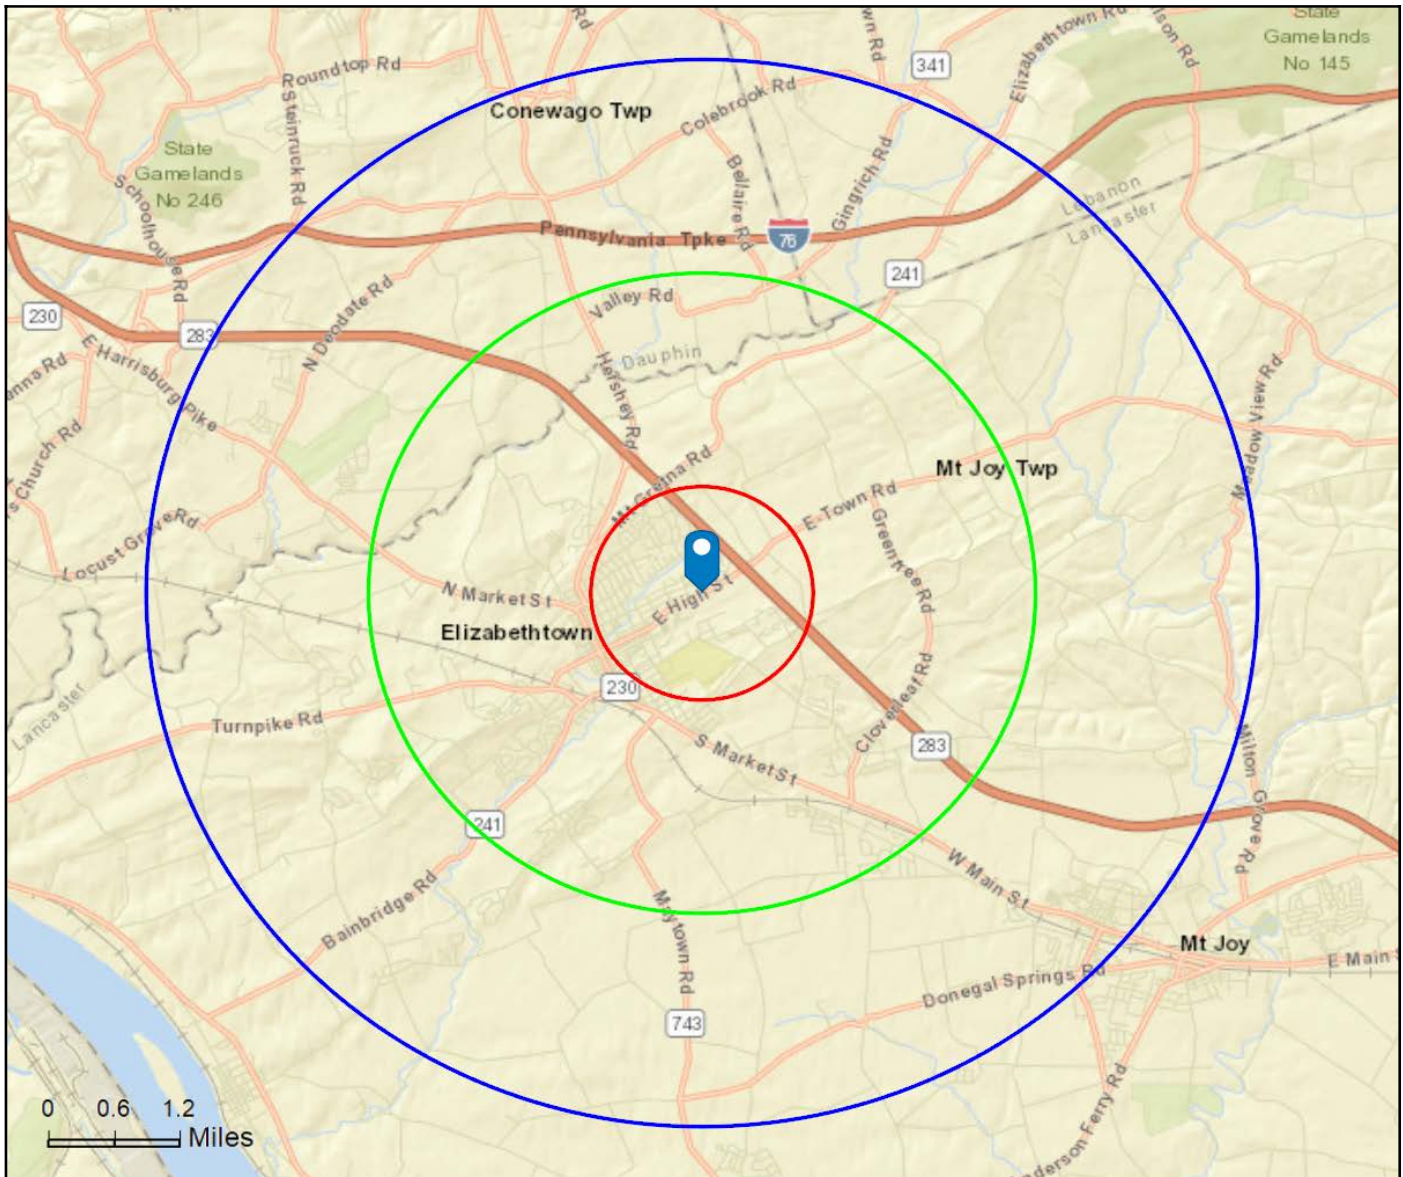 State
Gamelands
No 145
Elizabethtown Rd
Rd
341
Roundtop Rd
Conewago Twp
Colebrook Rd
Steinruck Rd
State
Gamelands
No 246
Schoolhouse Rd
Bellaire Rd
Gingrich Rd
Lebanon
Lancaster
Pennsylvania Tpke
76
241
230
283
N Deodate Rd
Valley Rd
Dauphin
E Harrisburg Pike
Hershey Rd
Church Rd
Mt Gretna Rd
Meadow View Rd
Mt Joy Twp
E-Town Rd
Greentree Rd
Locust Grove Rd
N Market St
E High St
Elizabethtown
230
Cloverleaf Rd
Lancaster
Turnpike Rd
S Market St
283
Milton Grove Rd
241
W Main St
Bainbridge Rd
Maytown Rd
Mt Joy
E Main
Donegal Springs Rd
743
0 0.6 1.2
Miles